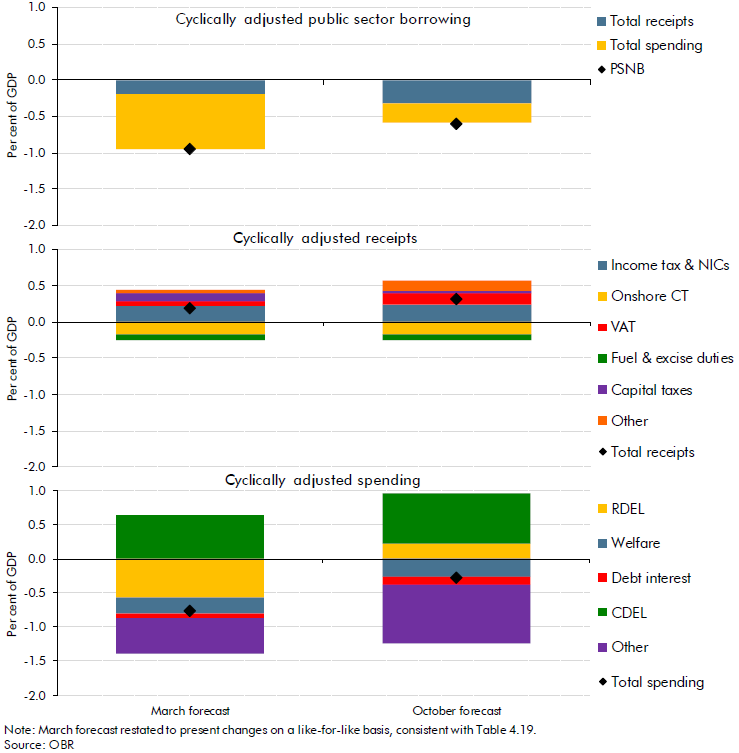 Cyclically adjusted public sector borrowing
Per cent of GDP
1.0
0.5
0.0
-0.5
-1.0
-1.5
-2.0
Total receipts
Total spending
PSNB
Cyclically adjusted receipts
Per cent of GDP
1.0
0.5
0.0
-0.5
-1.0
-1.5
-2.0
Income tax & NICs
Onshore CT
VAT
Fuel & excise duties
Capital taxes
Other
Total receipts
Cyclically adjusted spending
Per cent of GDP
1.0
0.5
0.0
-0.5
-1.0
-1.5
-2.0
RDEL
Welfare
Debt interest
CDEL
Other
Total spending
March forecast October forecast
Note: March forecast restated to present changes on a like-for-like basis, consistent with Table 4.19.
Source: OBR